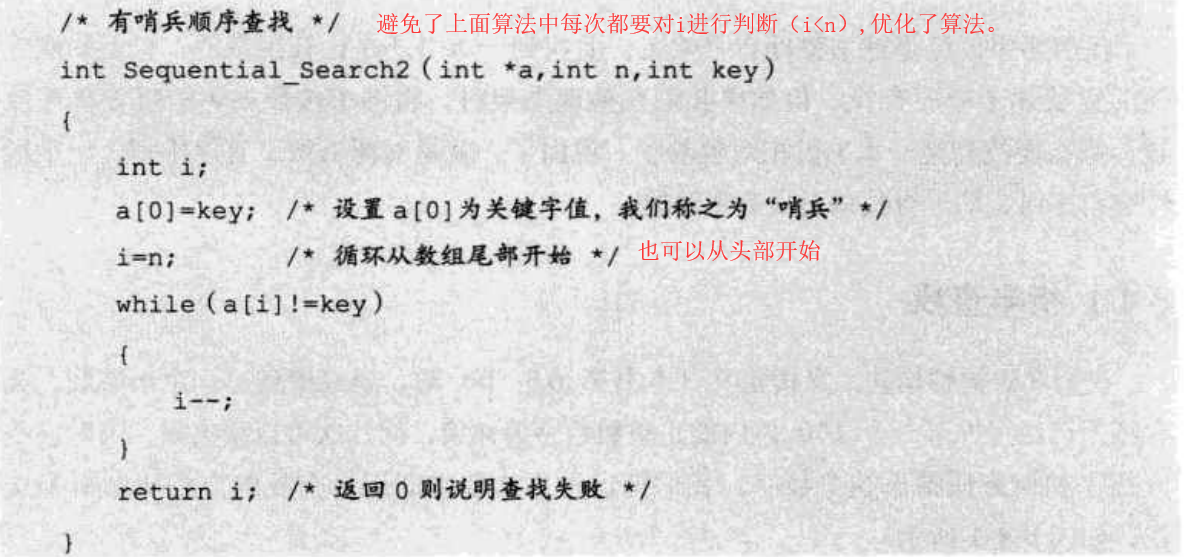 /* 有哨兵顺序查找 */ 避免了上面算法中每次都要对i进行判断（i<n）,优化了算法。
int Sequential_Search2（int *a,int n,int key）
{
int i;
a[0]=key; /* 设置a[0]为关键字值，我们称之为“哨兵”*/
i=n; /* 循环从数组尾部开始 */ 也可以从头部开始
while（a[i]!=key）
{
i--;
}
return i; /* 返回0则说明查找失败 */
}